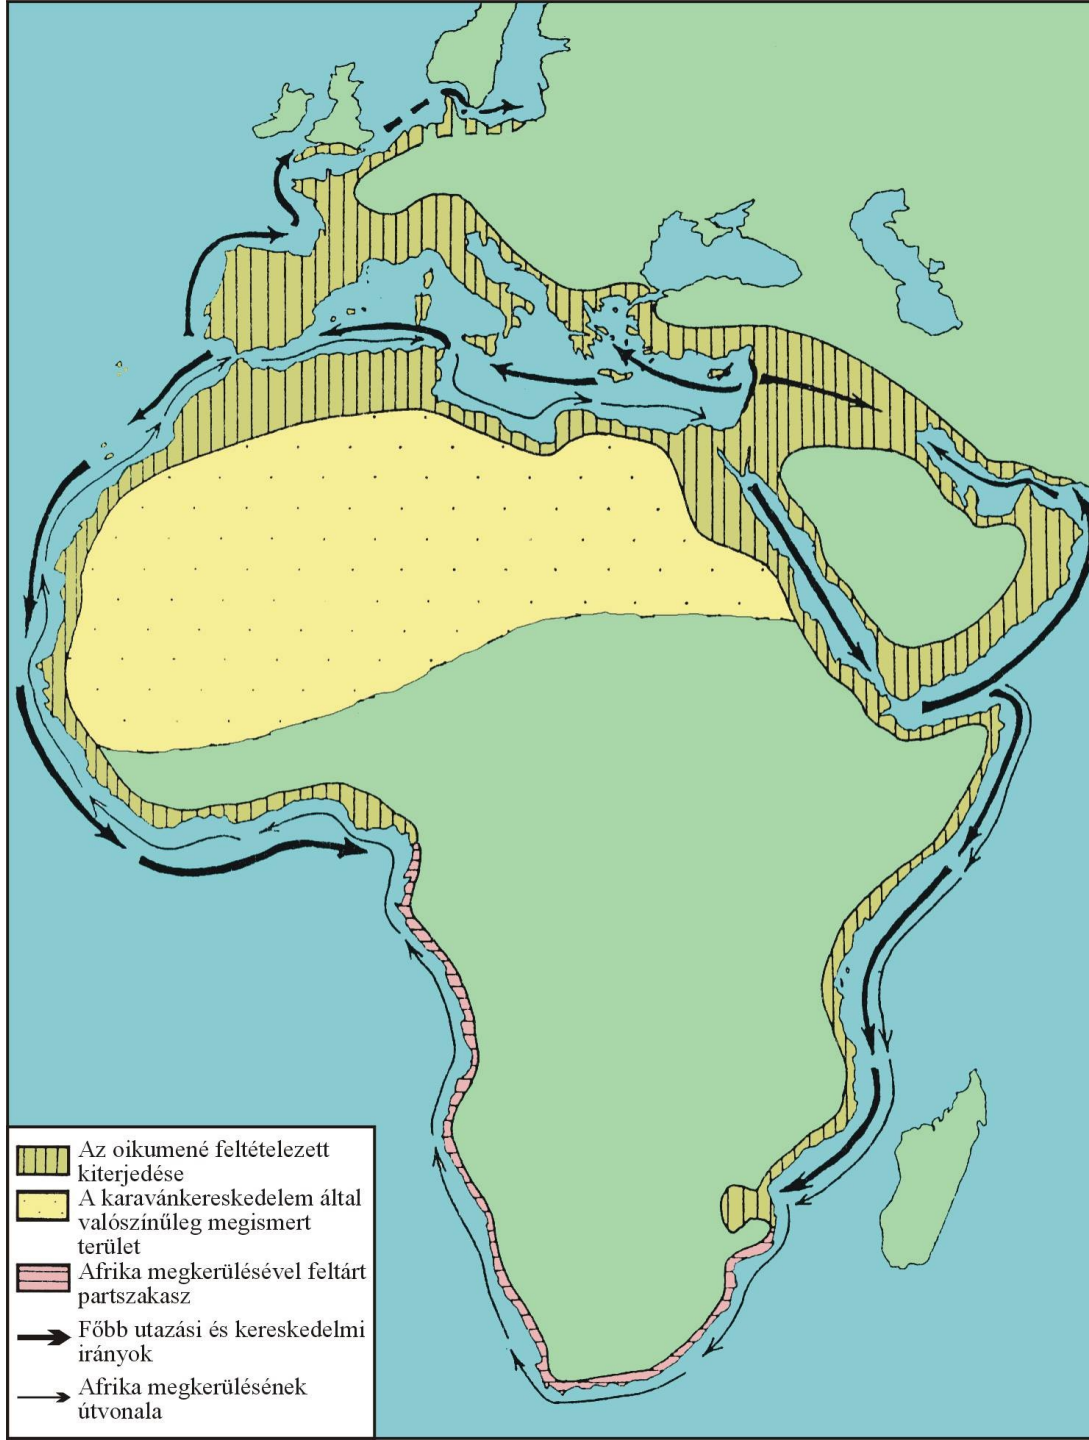 Az oikumené feltételezett
kiterjedése
A karavánkereskedelem által
valószínűleg megismert
terület
Afrika megkerülésével feltárt
partszakasz
Főbb utazási és kereskedelmi
irányok
Afrika megkerülésének
útvonala